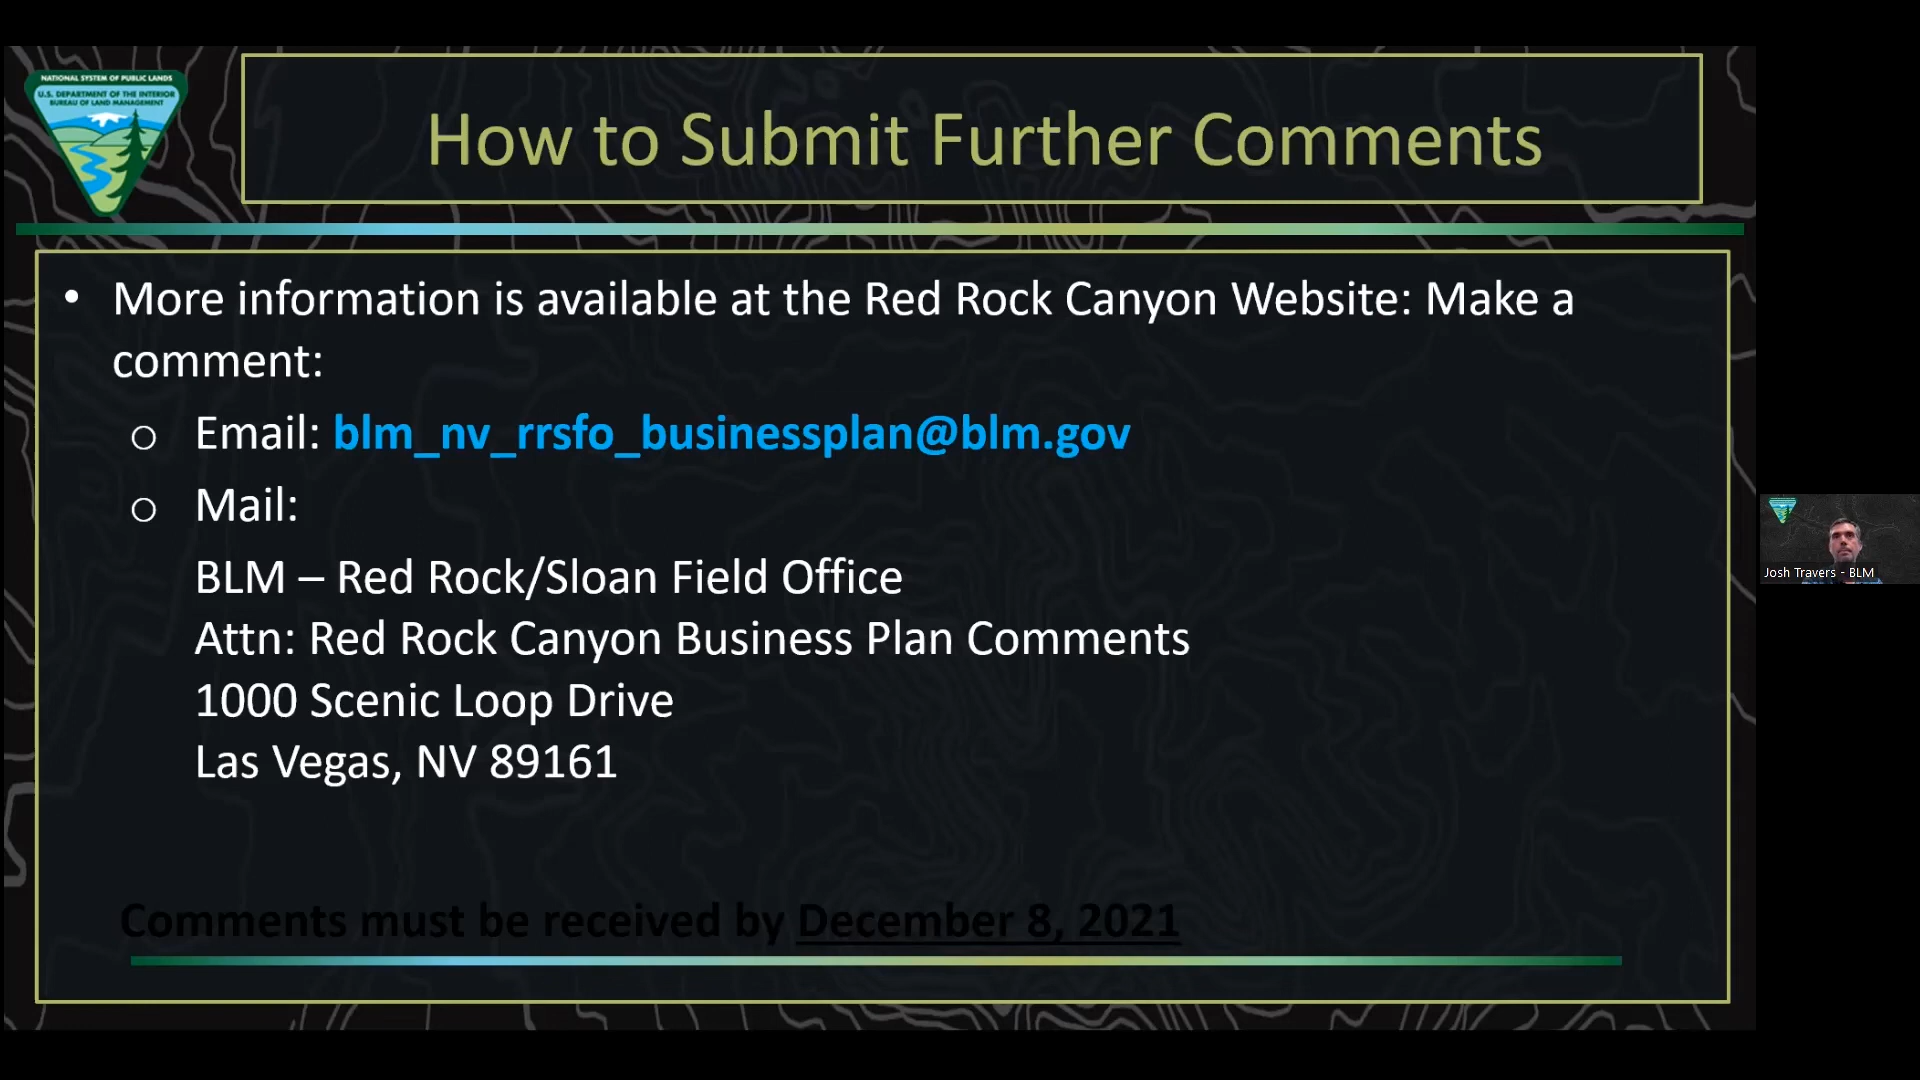 NATIONAL SYSTEM OF PUBLIC LANDS
U.S. DEPARTMENT OF THE INTERIOR
BUREAU OF LAND MANAGEMENT
How to Submit Further Comments
• More information is available at the Red Rock Canyon Website: Make a
comment:
o Email: blm_nv_rrsfo_businessplan@blm.gov
o Mail:
BLM – Red Rock/Sloan Field Office
Attn: Red Rock Canyon Business Plan Comments
1000 Scenic Loop Drive
Las Vegas, NV 89161
Comments must be received by December 8, 2021
Josh Travers - BLM